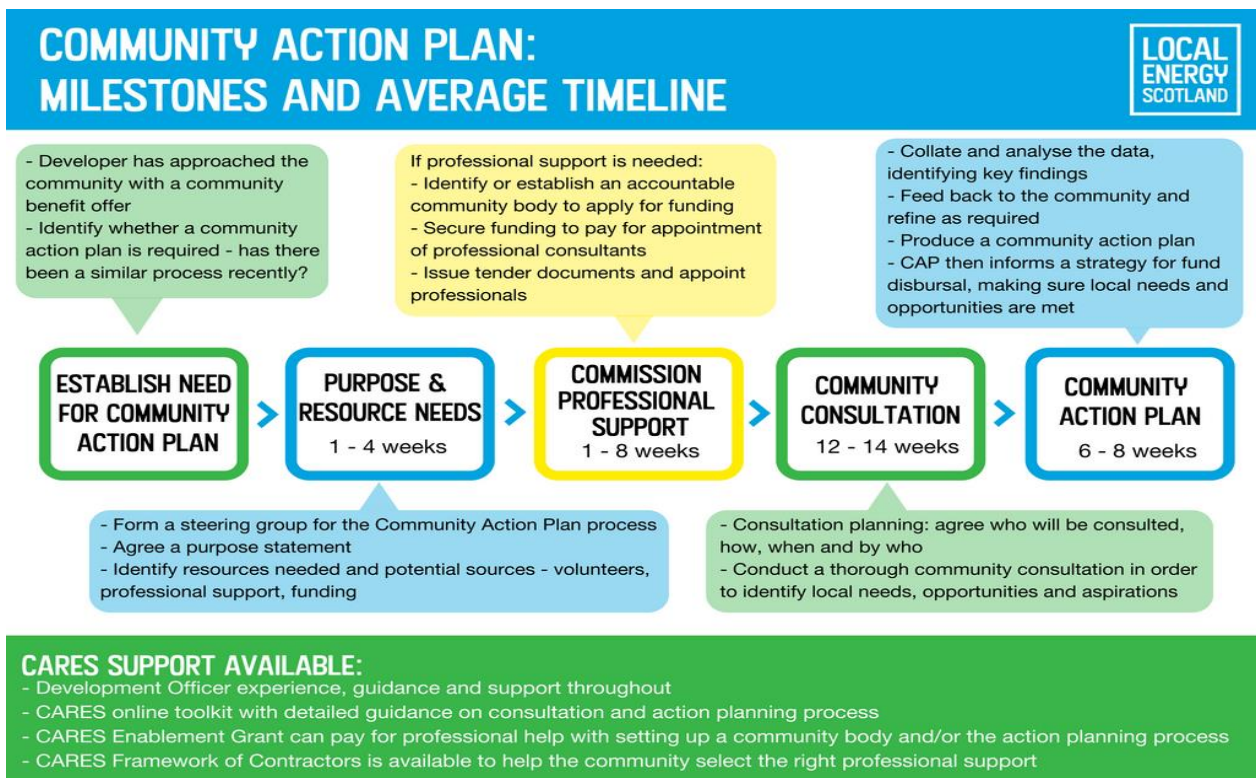 COMMUNITY ACTION PLAN:
MILESTONES AND AVERAGE TIMELINE
LOCAL
ENERGY
SCOTLAND
- Developer has approached the
community with a community
benefit offer
- Identify whether a community
action plan is required - has there
been a similar process recently?
If professional support is needed:
- Identify or establish an accountable
community body to apply for funding
- Secure funding to pay for appointment
of professional consultants
- Issue tender documents and appoint
professionals
- Collate and analyse the data,
identifying key findings
- Feed back to the community and
refine as required
- Produce a community action plan
- CAP then informs a strategy for fund
disbursal, making sure local needs and
opportunities are met
ESTABLISH NEED
FOR COMMUNITY
ACTION PLAN
>
PURPOSE &
RESOURCE NEEDS
1 - 4 weeks
>
COMMISSION
PROFESSIONAL
SUPPORT
1 - 8 weeks
>
COMMUNITY
CONSULTATION
12 - 14 weeks
>
COMMUNITY
ACTION PLAN
6 - 8 weeks
- Form a steering group for the Community Action Plan process
- Agree a purpose statement
- Identify resources needed and potential sources - volunteers,
professional support, funding
- Consultation planning: agree who will be consulted,
how, when and by who
- Conduct a thorough community consultation in order
to identify local needs, opportunities and aspirations
CARES SUPPORT AVAILABLE:
- Development Officer experience, guidance and support throughout
- CARES online toolkit with detailed guidance on consultation and action planning process
- CARES Enablement Grant can pay for professional help with setting up a community body and/or the action planning process
- CARES Framework of Contractors is available to help the community select the right professional support